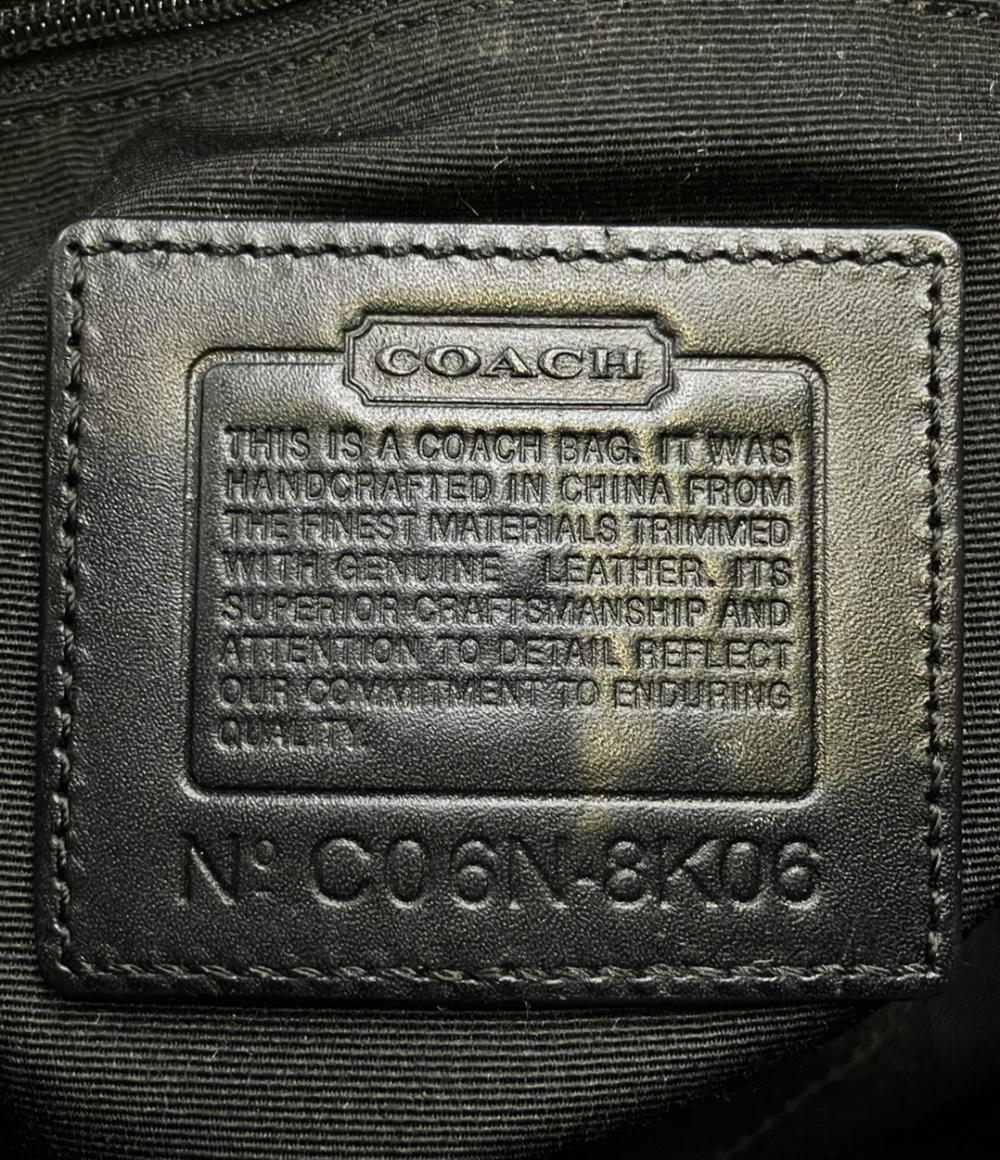 COACH
THIS IS A COACH BAG. IT WAS
HANDCRAFTED IN CHINA FROM
THE FINEST MATERIALS TRIMMED
WITH GENUINE LEATHER. ITS
SUPERIOR CRAFTSMANSHIP AND
ATTENTION TO DETAIL REFLECT
OUR COMMITMENT TO ENDURING
QUALITY.
Nº C06N-8K06